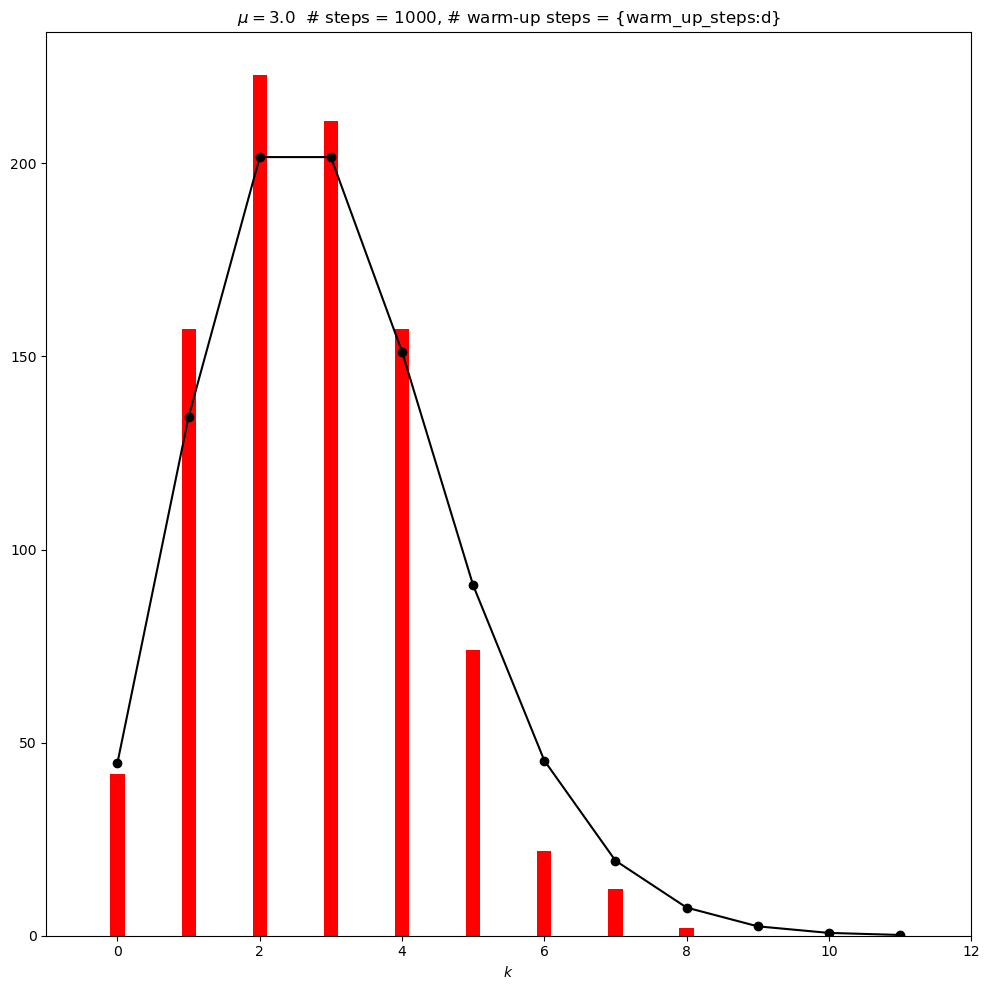 μ = 3.0 # steps = 1000, # warm-up steps = {warm_up_steps:d}
200
150
100
50
0
0 2 4 6 8 10 12
k